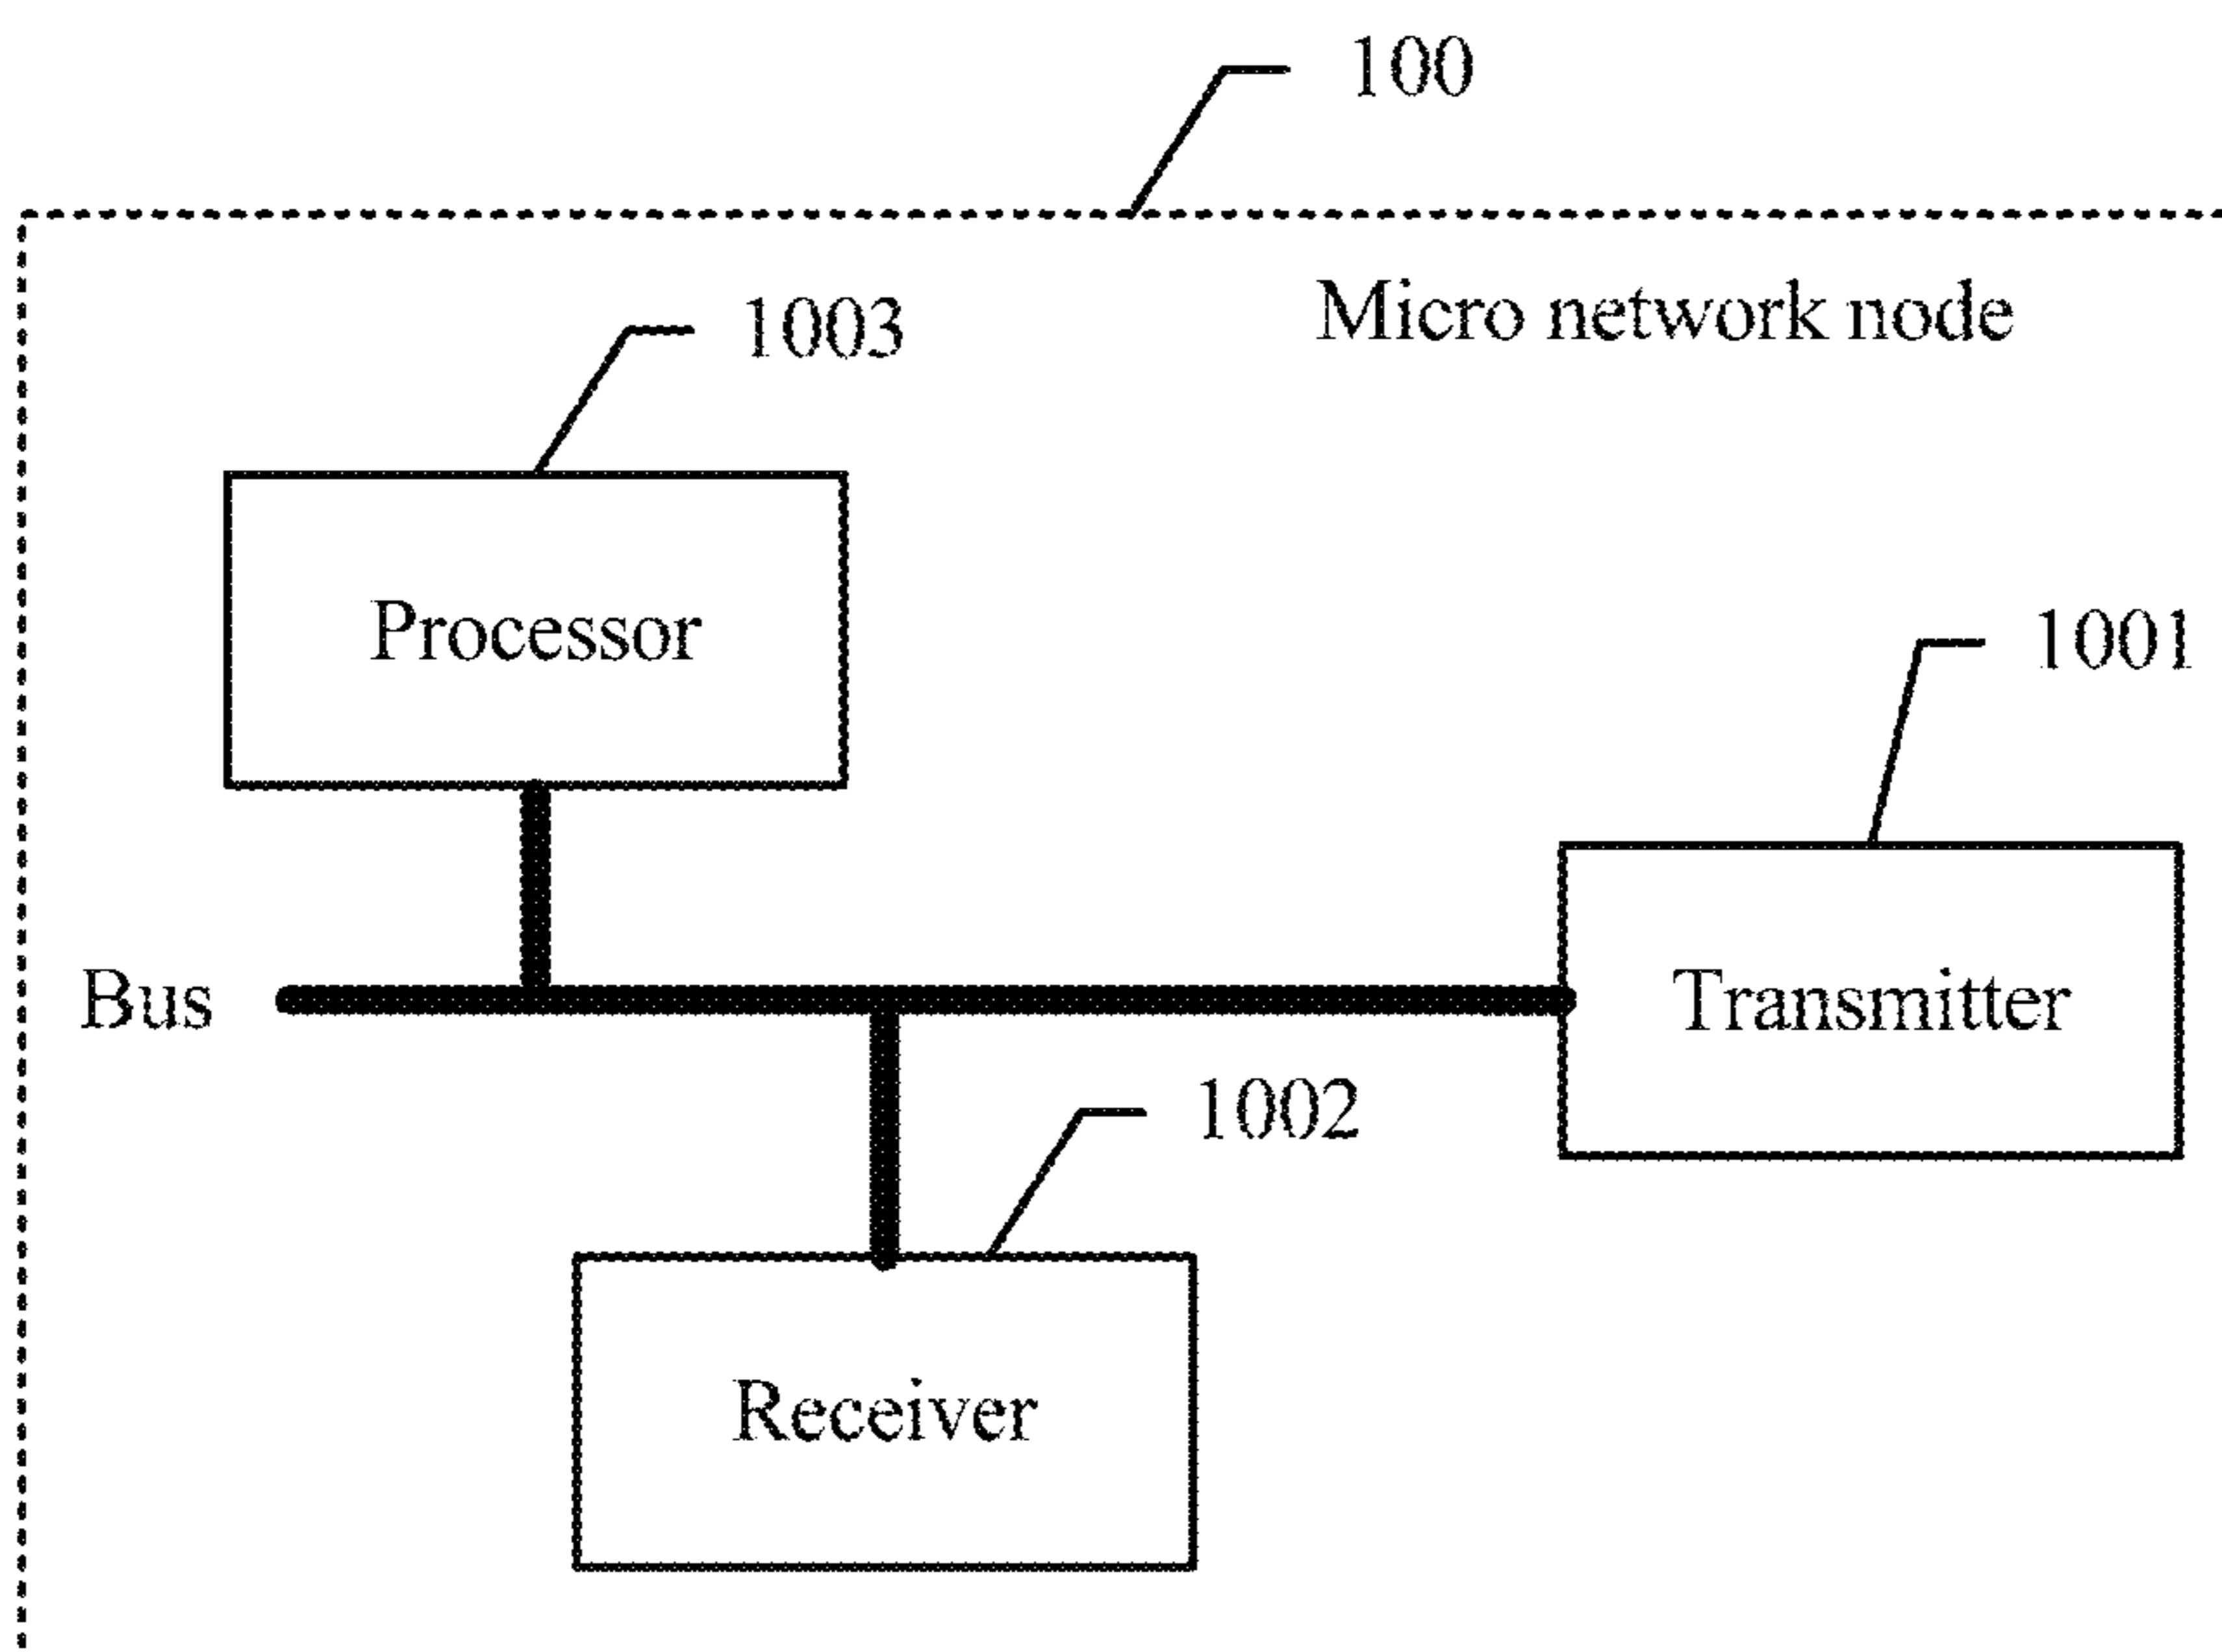 100
Micro network node
1003
Processor
1001
Bus
Transmitter
1002
Receiver